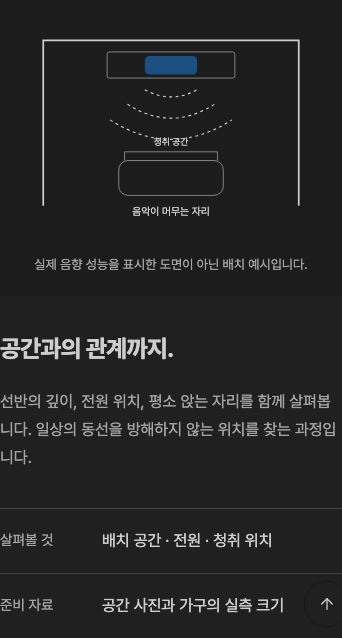 청취 공간
음악이 머무는 자리
실제 음향 성능을 표시한 도면이 아닌 배치 예시입니다.
공간과의 관계까지.
선반의 깊이, 전원 위치, 평소 앉는 자리를 함께 살펴봅
니다. 일상의 동선을 방해하지 않는 위치를 찾는 과정입
니다.
살펴볼 것 배치 공간 · 전원 · 청취 위치
준비 자료 공간 사진과 가구의 실측 크기